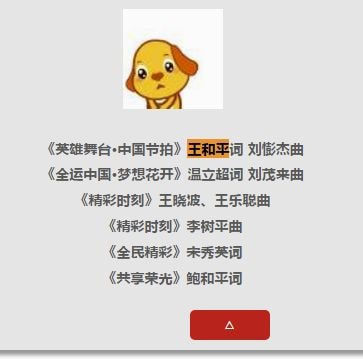 《英雄舞台·中国节拍》王和平词 刘彭杰曲
《全运中国·梦想花开》温立超词 刘茂来曲
《精彩时刻》王晓波、王乐聪曲
《精彩时刻》李树平曲
《全民精彩》宋秀英词
《共享荣光》鲍和平词
△